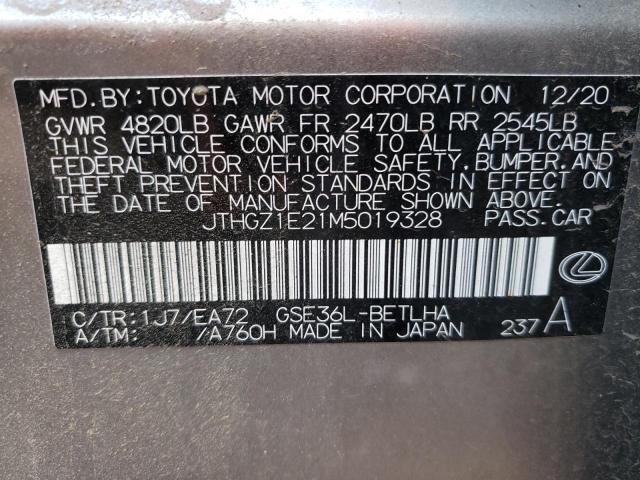 MFD. BY: TOYOTA MOTOR CORPORATION 12/20
GVWR 4820LB GAWR FR 2470LB RR 2545LB
THIS VEHICLE CONFORMS TO ALL APPLICABLE
FEDERAL MOTOR VEHICLE SAFETY, BUMPER, AND
THEFT PREVENTION STANDARDS IN EFFECT ON
THE DATE OF MANUFACTURE SHOWN ABOVE.
JTHGZ1E21M5019328 PASS. CAR
C/TR: 1J7/EA72 GSE36L-BETLHA
A/TM: /A760H MADE IN JAPAN 237 A